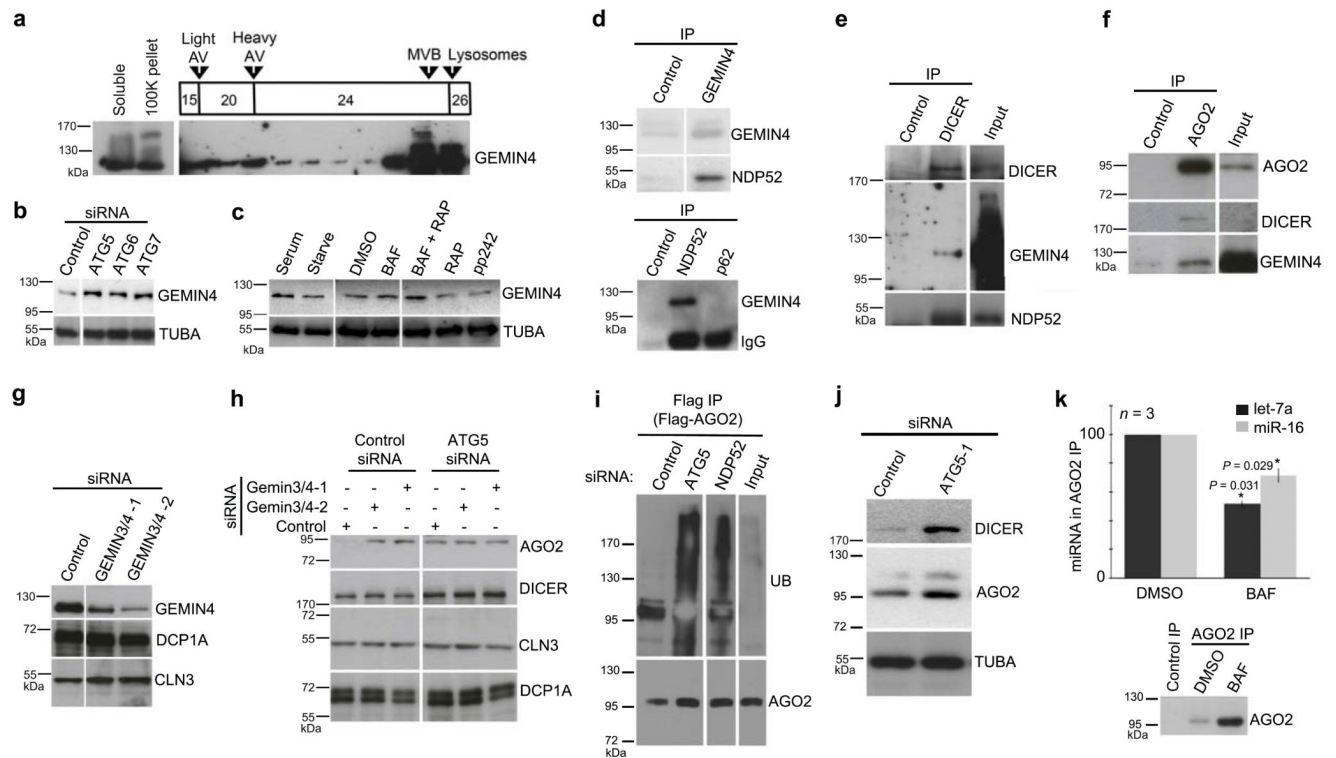 a
Light
AV
Heavy
AV
MVB
Lysosomes
Soluble
100K pellet
15
20
24
26
170
130
kDa
GEMIN4
b
siRNA
Control
ATG5
ATG6
ATG7
130
95
55
kDa
GEMIN4
TUBA
c
Serum
Starve
DMSO
BAF
BAF + RAP
RAP
pp242
130
95
55
kDa
GEMIN4
TUBA
d
IP
Control
GEMIN4
130
55
kDa
GEMIN4
NDP52
IP
Control
NDP52
p62
130
95
72
55
kDa
GEMIN4
IgG
e
IP
Control
DICER
Input
170
130
95
55
kDa
DICER
GEMIN4
NDP52
f
IP
Control
AGO2
Input
95
72
170
130
kDa
AGO2
DICER
GEMIN4
g
siRNA
Control
GEMIN3/4 -1
GEMIN3/4 -2
130
72
55
kDa
GEMIN4
DCP1A
CLN3
h
Control
siRNA
ATG5
siRNA
siRNA
Gemin3/4-1 - - + - - +
Gemin3/4-2 - + - - + -
Control + - - + - -
95
72
170
72
55
72
55
kDa
AGO2
DICER
CLN3
DCP1A
i
Flag IP
(Flag-AGO2)
siRNA:
Control
ATG5
NDP52
Input
170
130
95
130
95
72
kDa
UB
AGO2
j
siRNA
Control
ATG5-1
170
130
95
72
55
kDa
DICER
AGO2
TUBA
k
n = 3
let-7a
miR-16
miRNA in AGO2 IP
100
0
P = 0.029
*
P = 0.031
*
DMSO
BAF
Control IP
AGO2 IP
DMSO
BAF
130
95
kDa
AGO2